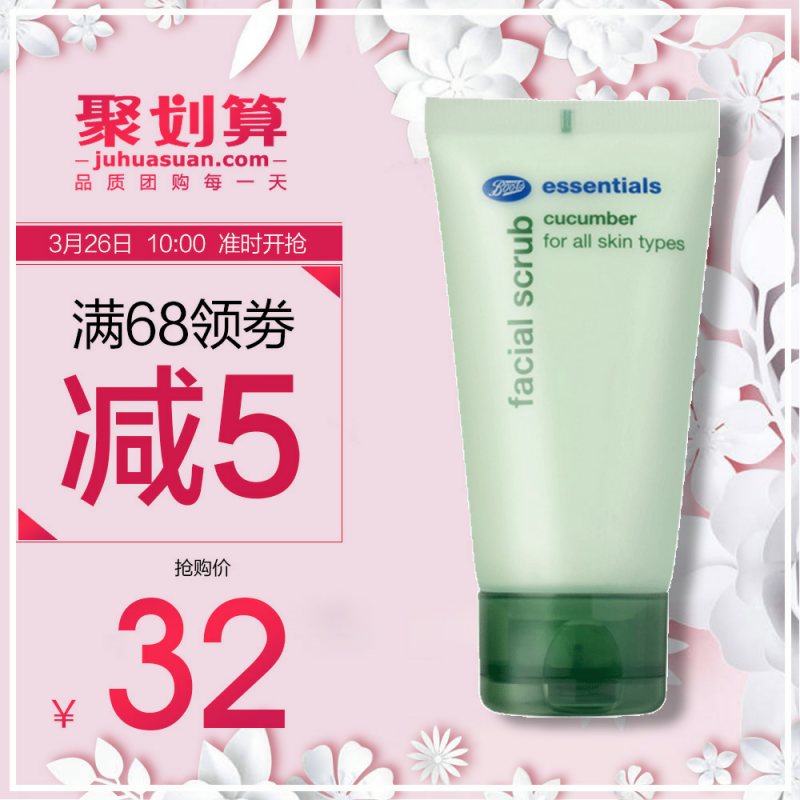 聚划算
juhuasuan.com
品质团购每一天
3月26日 10:00 准时开抢
满68领劵
减5
抢购价
¥32
Boots essentials
cucumber
for all skin types
facial scrub